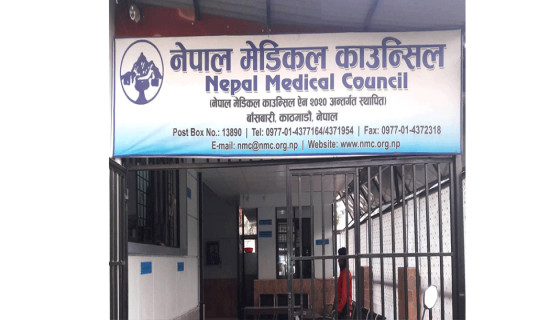 नेपाल मेडिकल काउन्सिल
Nepal Medical Council
(नेपाल मेडिकल काउन्सिल ऐन २०२० अन्तर्गत स्थापित)
बाँसबारी, काठमाडौं, नेपाल
Post Box No.: 13890 | Tel: 0977-01-4377164/4371954 | Fax: 0977-01-4372318
E-mail: nmc@nmc.org.np | Website: www.nmc.org.np